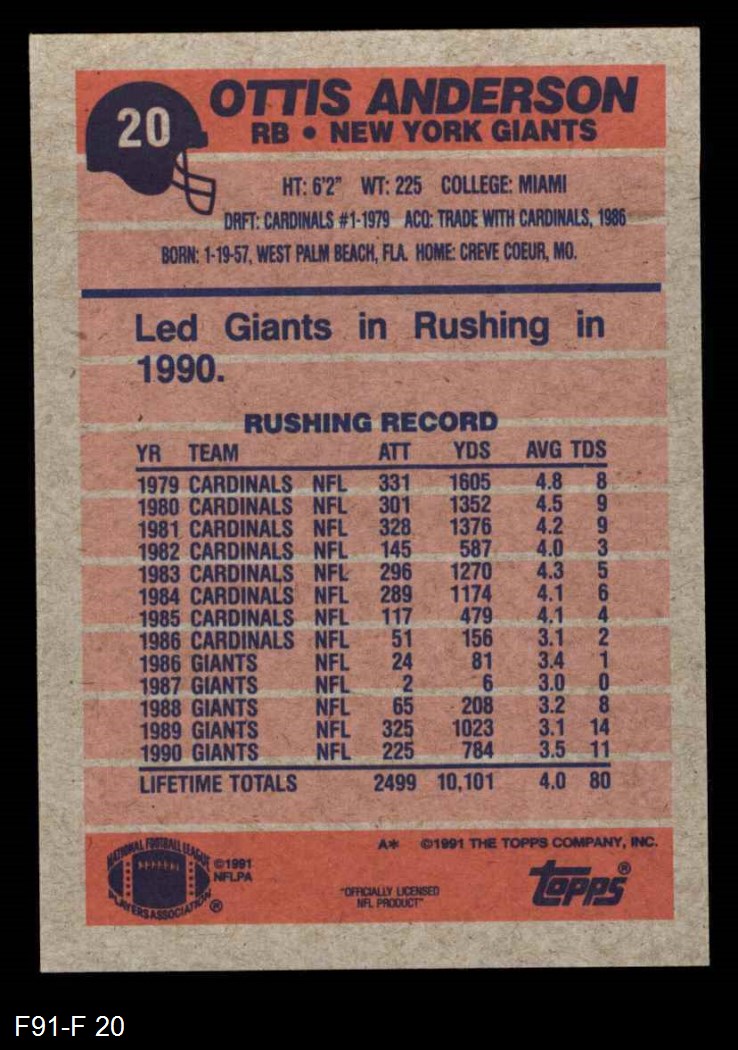 20
OTTIS ANDERSON
RB • NEW YORK GIANTS
HT: 6'2" WT: 225 COLLEGE: MIAMI
DRFT: CARDINALS #1-1979 ACQ: TRADE WITH CARDINALS, 1986
BORN: 1-19-57, WEST PALM BEACH, FLA. HOME: CREVE COEUR, MO.
Led Giants in Rushing in
1990.
RUSHING RECORD
YR TEAM ATT YDS AVG TDS
1979 CARDINALS NFL 331 1605 4.8 8
1980 CARDINALS NFL 301 1352 4.5 9
1981 CARDINALS NFL 328 1376 4.2 9
1982 CARDINALS NFL 145 587 4.0 3
1983 CARDINALS NFL 296 1270 4.3 5
1984 CARDINALS NFL 289 1174 4.1 6
1985 CARDINALS NFL 117 479 4.1 4
1986 CARDINALS NFL 51 156 3.1 2
1986 GIANTS NFL 24 81 3.4 1
1987 GIANTS NFL 2 6 3.0 0
1988 GIANTS NFL 65 208 3.2 8
1989 GIANTS NFL 325 1023 3.1 14
1990 GIANTS NFL 225 784 3.5 11
LIFETIME TOTALS 2499 10,101 4.0 80
A* ©1991 THE TOPPS COMPANY, INC.
NATIONAL FOOTBALL LEAGUE
PLAYERS ASSOCIATION ®
©1991
NFLPA
"OFFICIALLY LICENSED
NFL PRODUCT"
topps®
F91-F 20